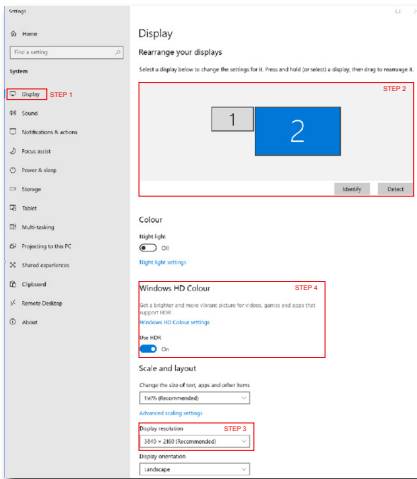 Settings
Home
Find a setting
System
Display
STEP 1
Sound
Notifications & actions
Focus assist
Power & sleep
Storage
Tablet
Multi-tasking
Projecting to this PC
Shared experiences
Clipboard
Remote Desktop
About
Display
Rearrange your displays
Select a display below to change the settings for it. Press and hold (or select) a display, then drag to rearrange it.
STEP 2
1
2
Identify
Detect
Colour
Night light
Off
Night light settings
Windows HD Colour
STEP 4
Get a brighter and more vibrant picture for videos, games and apps that
support HDR.
Windows HD Colour settings
Use HDR
On
Scale and layout
Change the size of text, apps and other items
(Recommended)
Advanced scaling settings
Display resolution
STEP 3
3840 × 2160 (Recommended)
Display orientation
Landscape